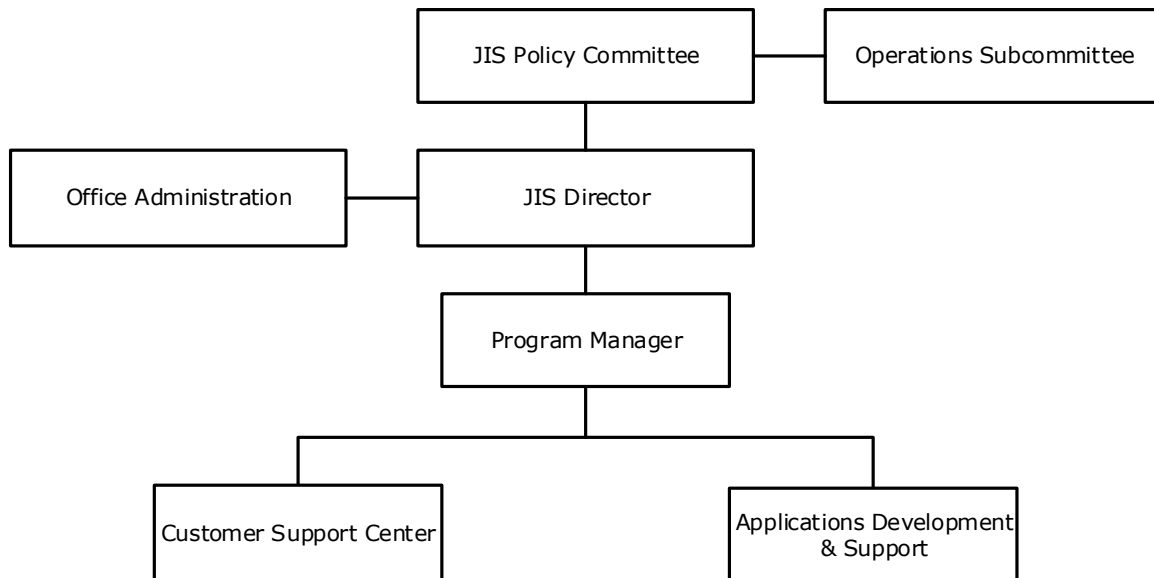 JIS Policy Committee
Operations Subcommittee
Office Administration
JIS Director
Program Manager
Customer Support Center
Applications Development
& Support